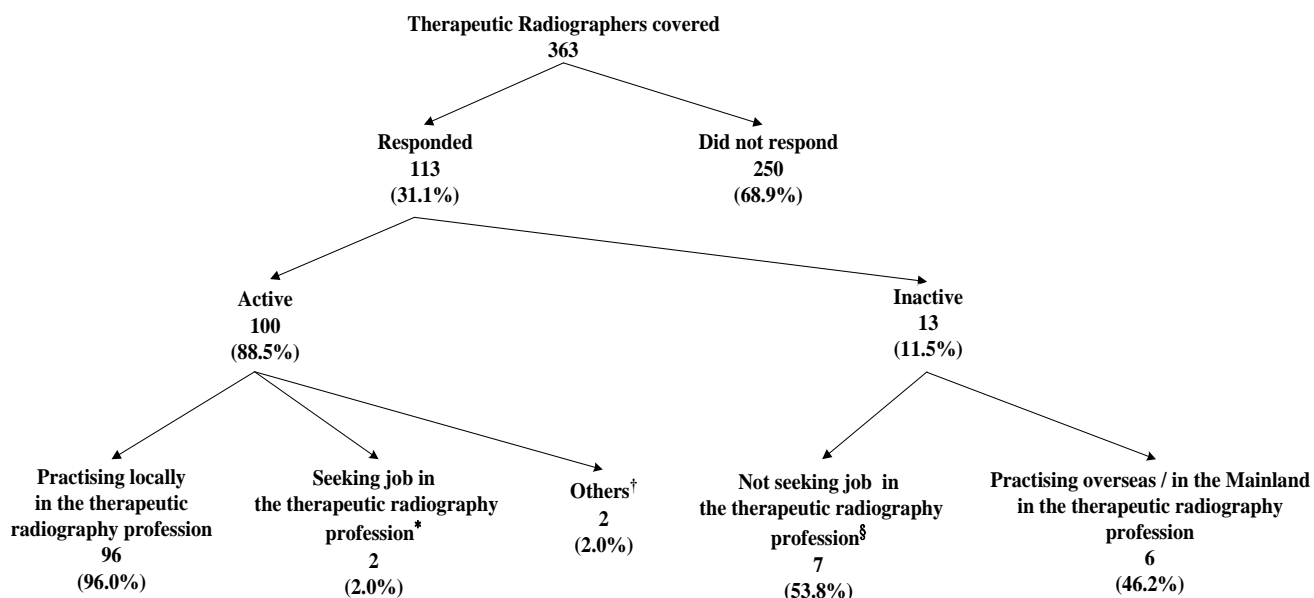 Therapeutic Radiographers covered
363
Responded
113
(31.1%)
Did not respond
250
(68.9%)
Active
100
(88.5%)
Inactive
13
(11.5%)
Practising locally
in the therapeutic
radiography profession
96
(96.0%)
Seeking job in
the therapeutic radiography
profession*
2
(2.0%)
Others†
2
(2.0%)
Not seeking job in
the therapeutic radiography
profession§
7
(53.8%)
Practising overseas / in the Mainland
in the therapeutic radiography
profession
6
(46.2%)